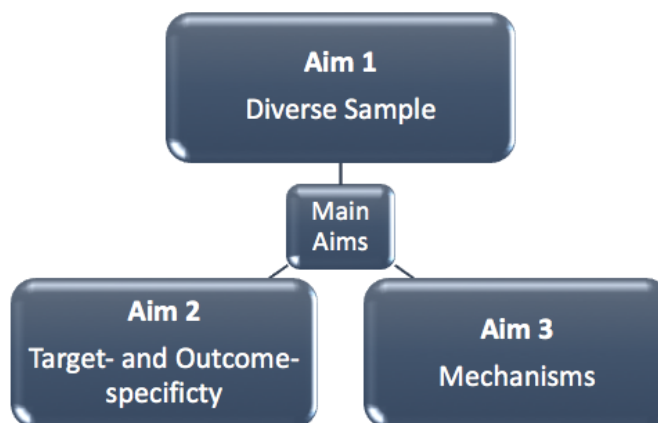 Aim 1
Diverse Sample
Main
Aims
Aim 2
Target- and Outcome-
specificty
Aim 3
Mechanisms